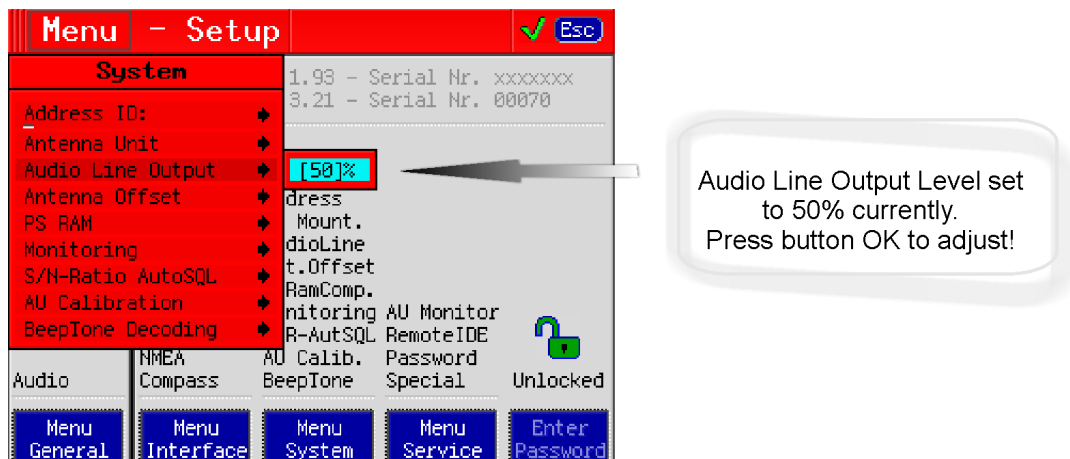 Menu - Setup Esc
System
1.93 - Serial Nr. xxxxxxx
3.21 - Serial Nr. 00070
Address ID:
Antenna Unit
Audio Line Output [50]%
Antenna Offset dress
PS RAM Mount.
Monitoring dioLine
S/N-Ratio AutoSQL t.Offset
AU Calibration RamComp.
BeepTone Decoding nitoring AU Monitor
R-AutSQL RemoteIDE
NMEA AU Calib. Password
Audio Compass BeepTone Special Unlocked
Menu General
Menu Interface
Menu System
Menu Service
Enter Password
Audio Line Output Level set
to 50% currently.
Press button OK to adjust!